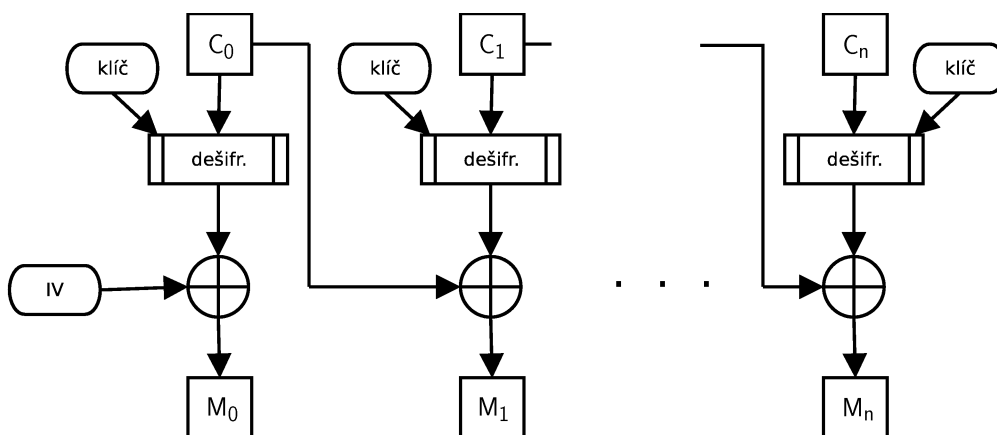 C0
C1
Cn
klíč
klíč
klíč
dešifr.
dešifr.
dešifr.
IV
. . .
M0
M1
Mn